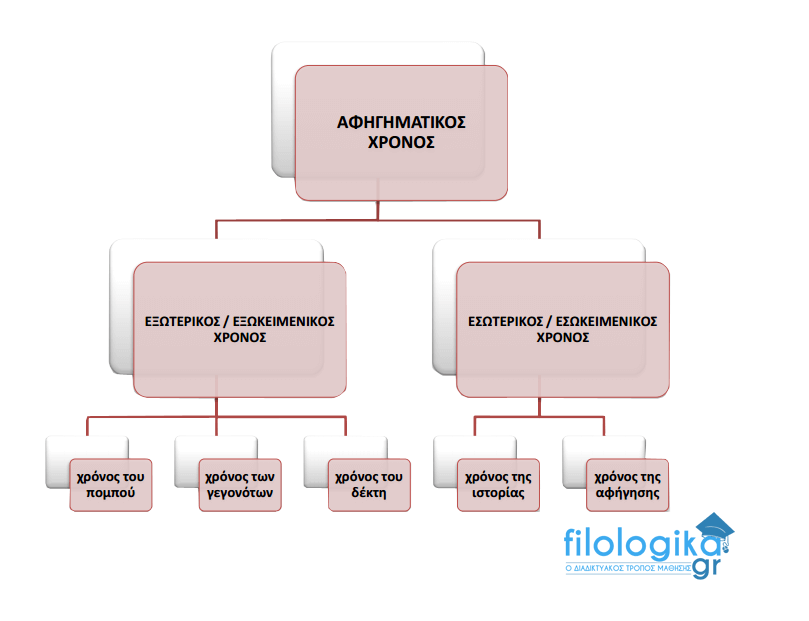 ΑΦΗΓΗΜΑΤΙΚΟΣ
ΧΡΟΝΟΣ
ΕΞΩΤΕΡΙΚΟΣ / ΕΞΩΚΕΙΜΕΝΙΚΟΣ
ΧΡΟΝΟΣ
ΕΣΩΤΕΡΙΚΟΣ / ΕΣΩΚΕΙΜΕΝΙΚΟΣ
ΧΡΟΝΟΣ
χρόνος του
πομπού
χρόνος των
γεγονότων
χρόνος του
δέκτη
χρόνος της
ιστορίας
χρόνος της
αφήγησης
filologika
Ο ΔΙΑΔΙΚΤΥΑΚΟΣ ΤΡΟΠΟΣ ΜΑΘΗΣΗΣ
gr